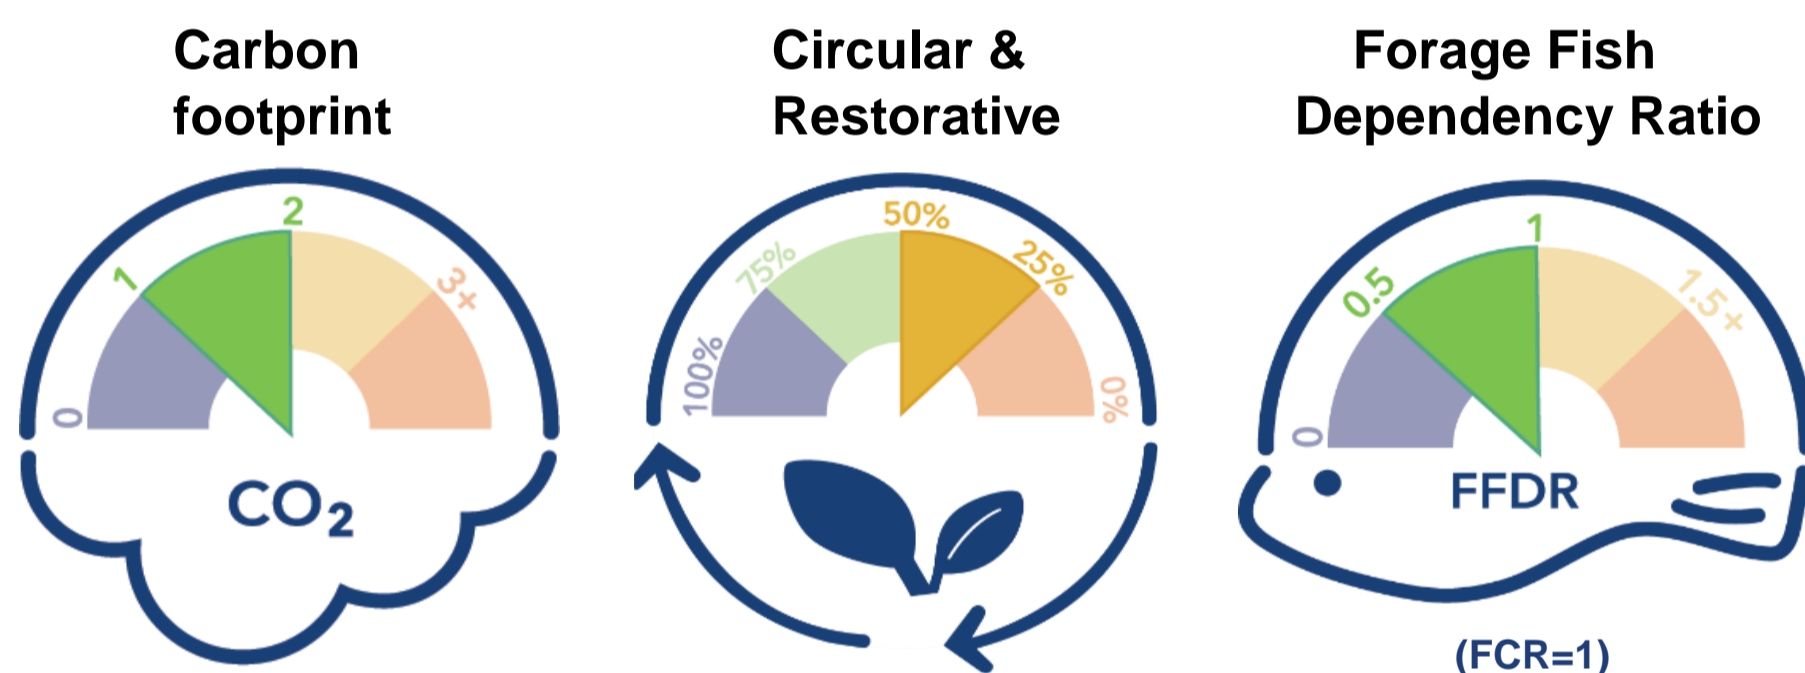 Carbon
footprint
Circular &
Restorative
Forage Fish
Dependency Ratio
0
1
2
3+
CO₂
100%
75%
50%
25%
0%
0
0.5
1
1.5+
FFDR
(FCR=1)